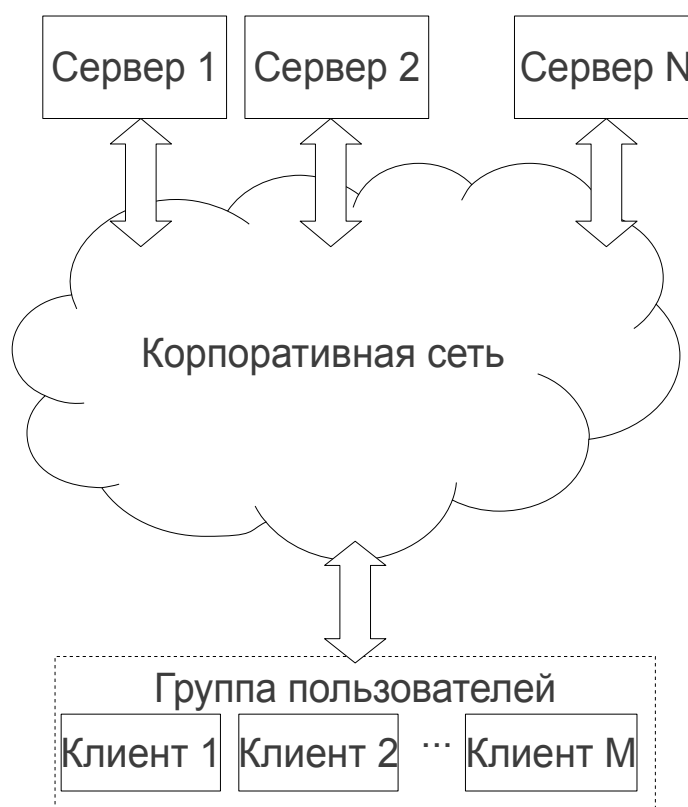 Сервер 1
Сервер 2
Сервер N
Корпоративная сеть
Группа пользователей
Клиент 1
Клиент 2
...
Клиент M